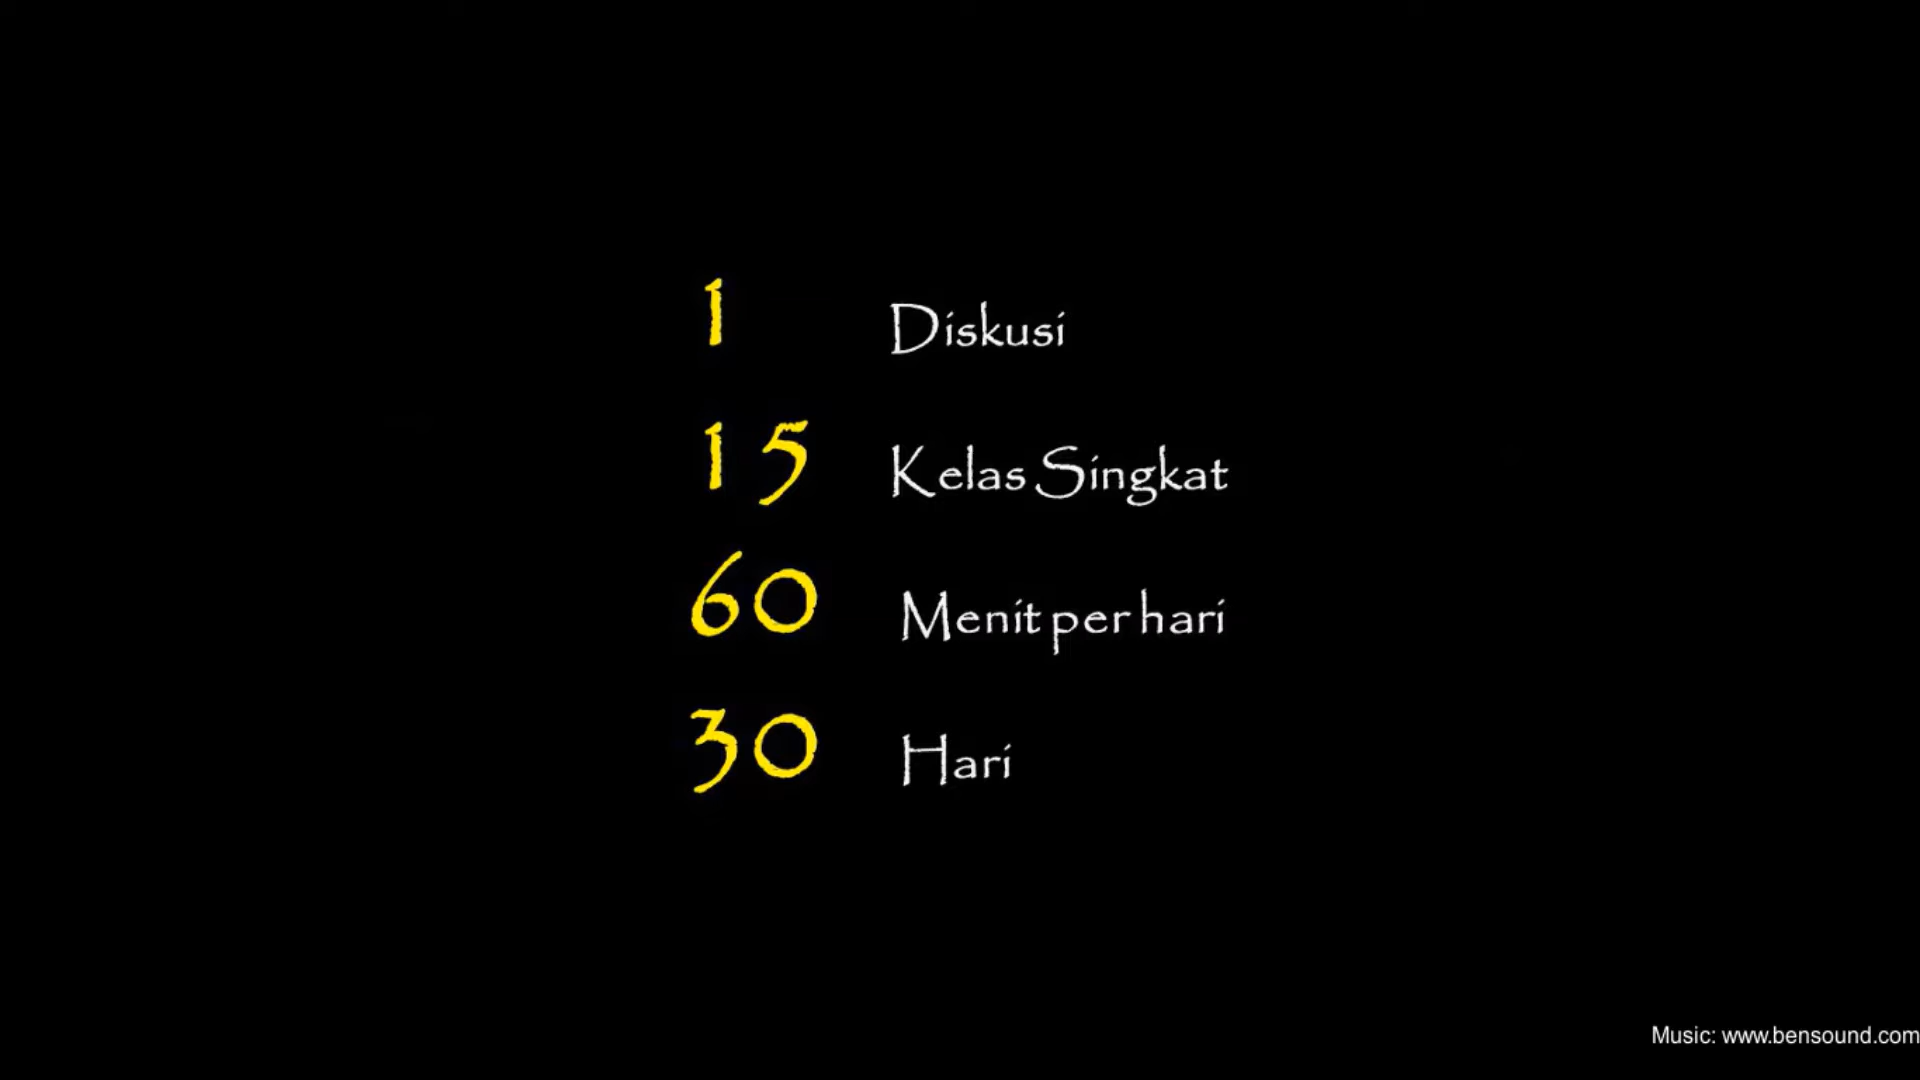 1 Diskusi
15 Kelas Singkat
60 Menit per hari
30 Hari
Music: www.bensound.com